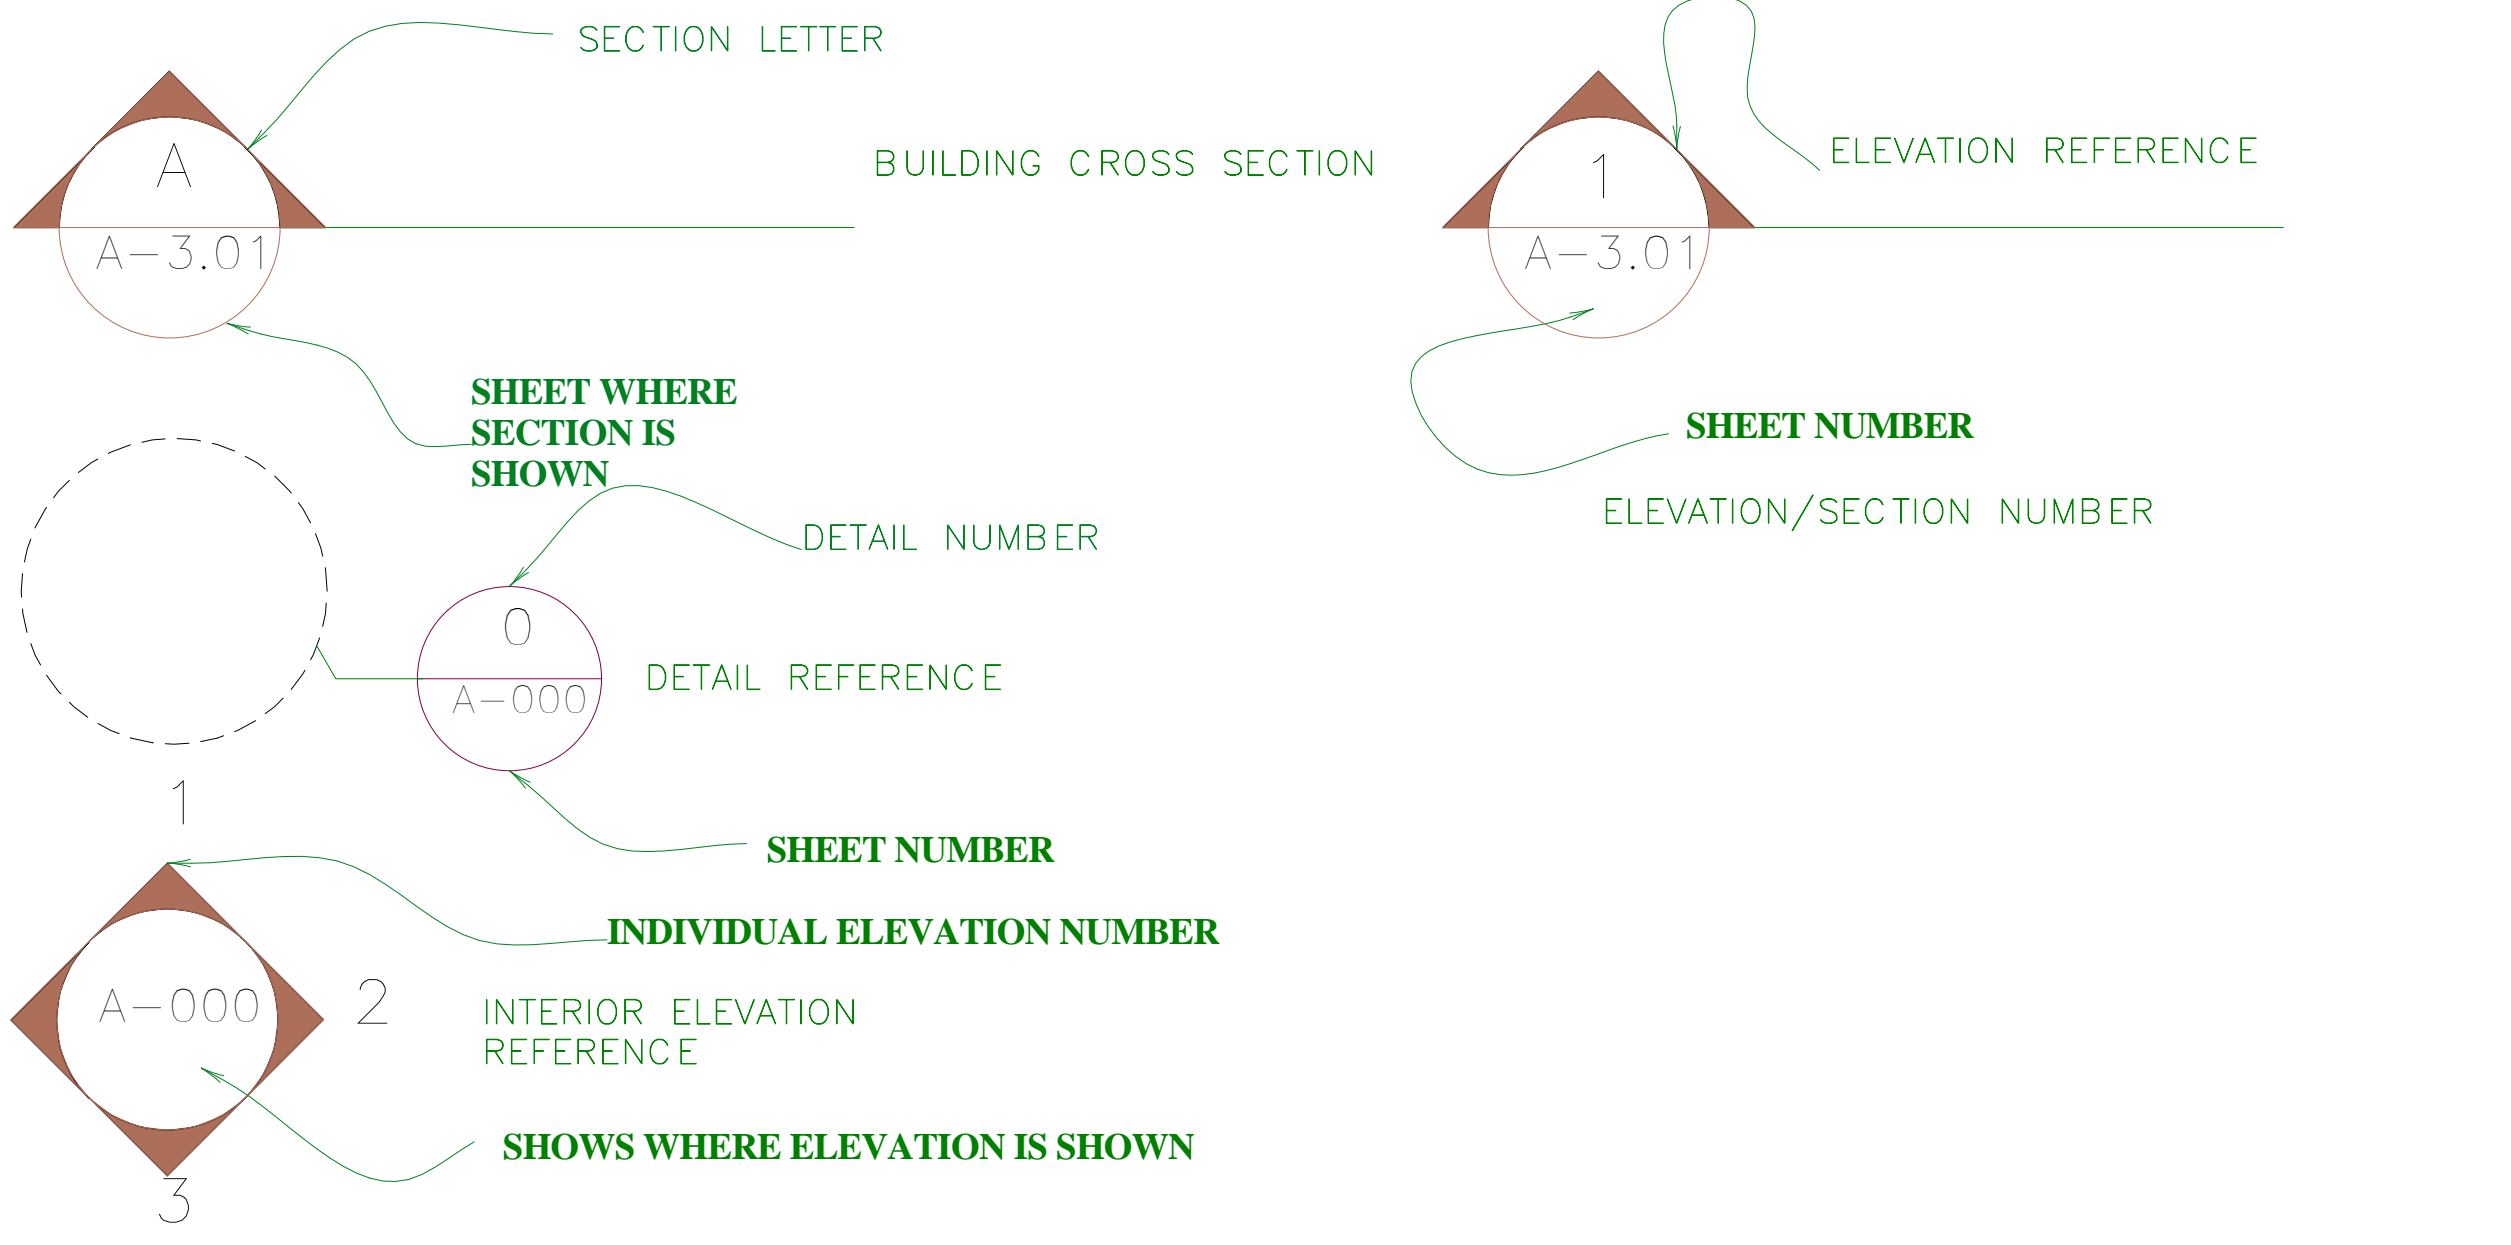 SECTION LETTER
A
A-3.01
BUILDING CROSS SECTION
SHEET WHERE
SECTION IS
SHOWN
ELEVATION REFERENCE
1
A-3.01
SHEET NUMBER
ELEVATION/SECTION NUMBER
DETAIL NUMBER
0
A-000
DETAIL REFERENCE
SHEET NUMBER
1
INDIVIDUAL ELEVATION NUMBER
A-000
2
INTERIOR ELEVATION
REFERENCE
SHOWS WHERE ELEVATION IS SHOWN
3